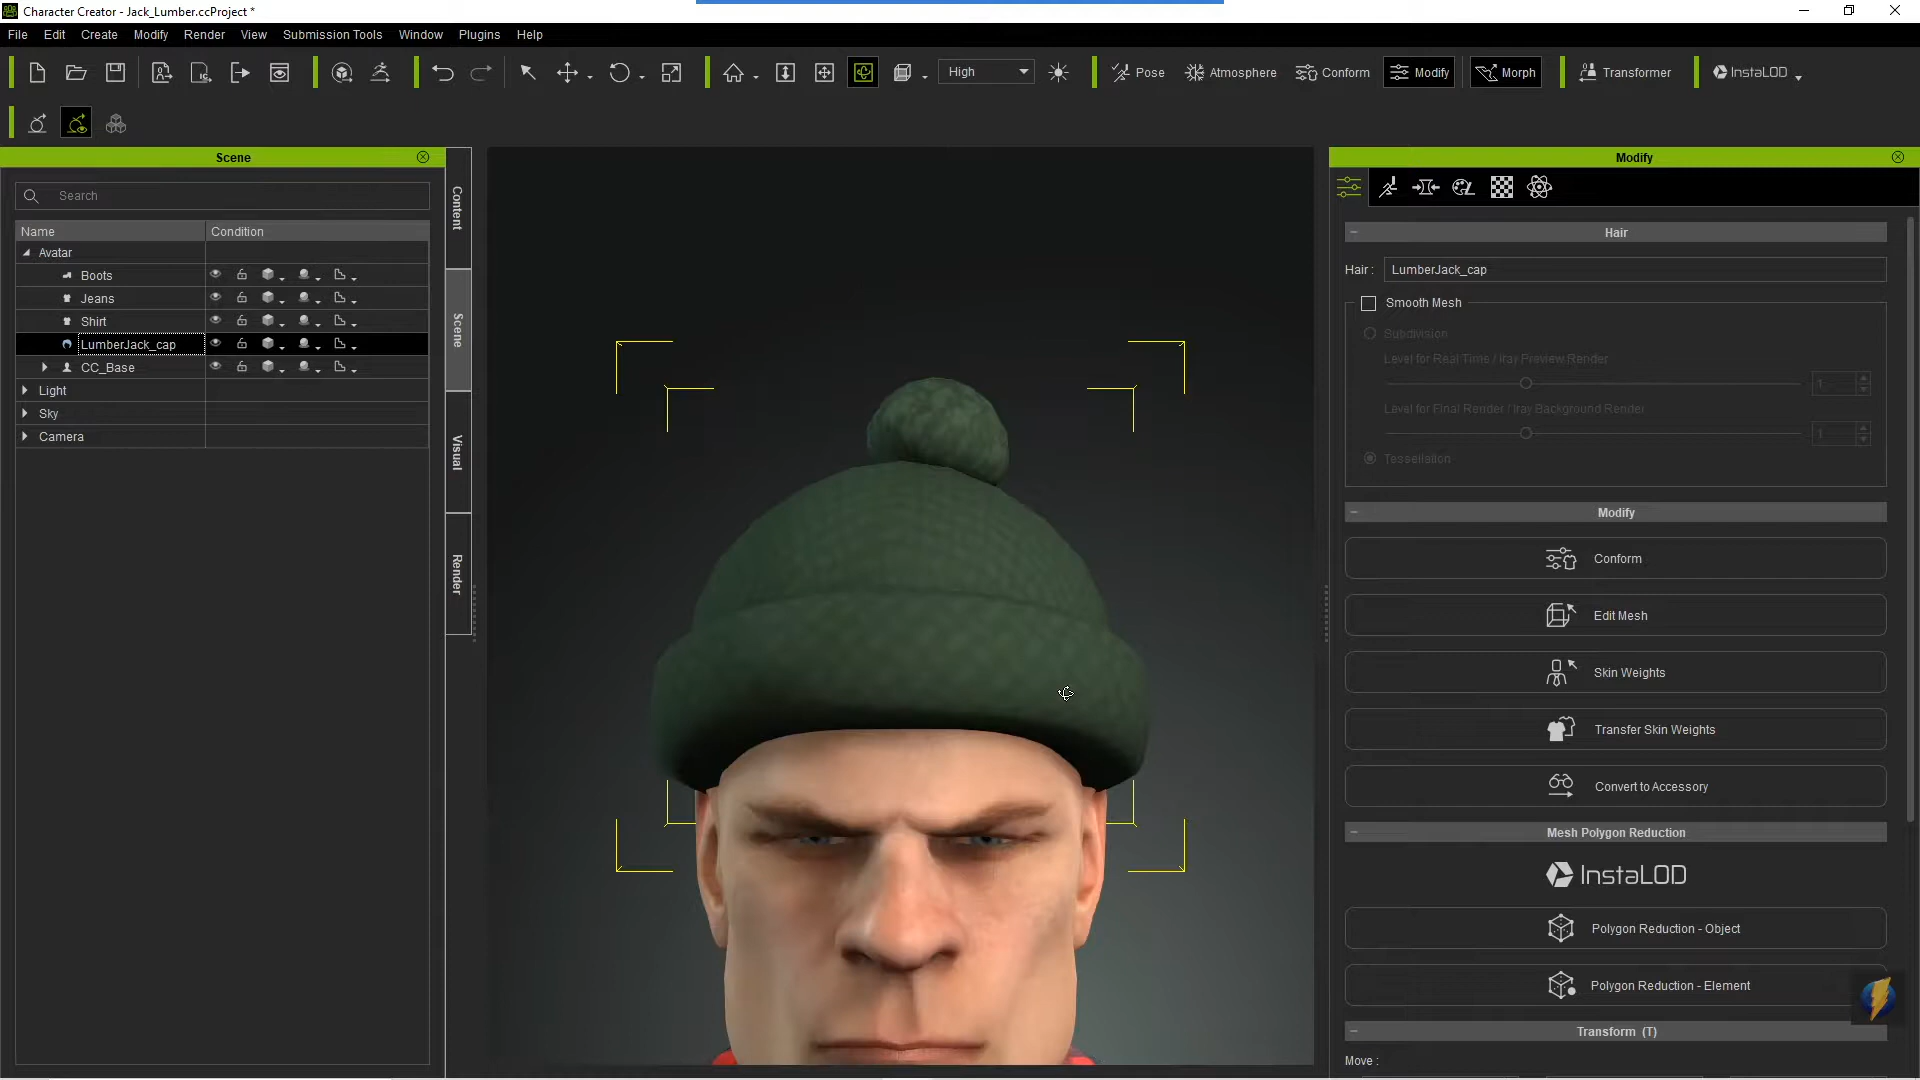 Character Creator - Jack_Lumber.ccProject *
File Edit Create Modify Render View Submission Tools Window Plugins Help
High Pose Atmosphere Conform Modify Morph Transformer InstaLOD
Scene
Search
Name Condition
Avatar
Boots
Jeans
Shirt
LumberJack_cap
CC_Base
Light
Sky
Camera
Content
Scene
Visual
Render
Modify
Hair
Hair : LumberJack_cap
Smooth Mesh
Subdivision
Level for Real Time / Iray Preview Render
1
Level for Final Render / Iray Background Render
1
Tessellation
Modify
Conform
Edit Mesh
Skin Weights
Transfer Skin Weights
Convert to Accessory
Mesh Polygon Reduction
InstaLOD
Polygon Reduction - Object
Polygon Reduction - Element
Transform (T)
Move :